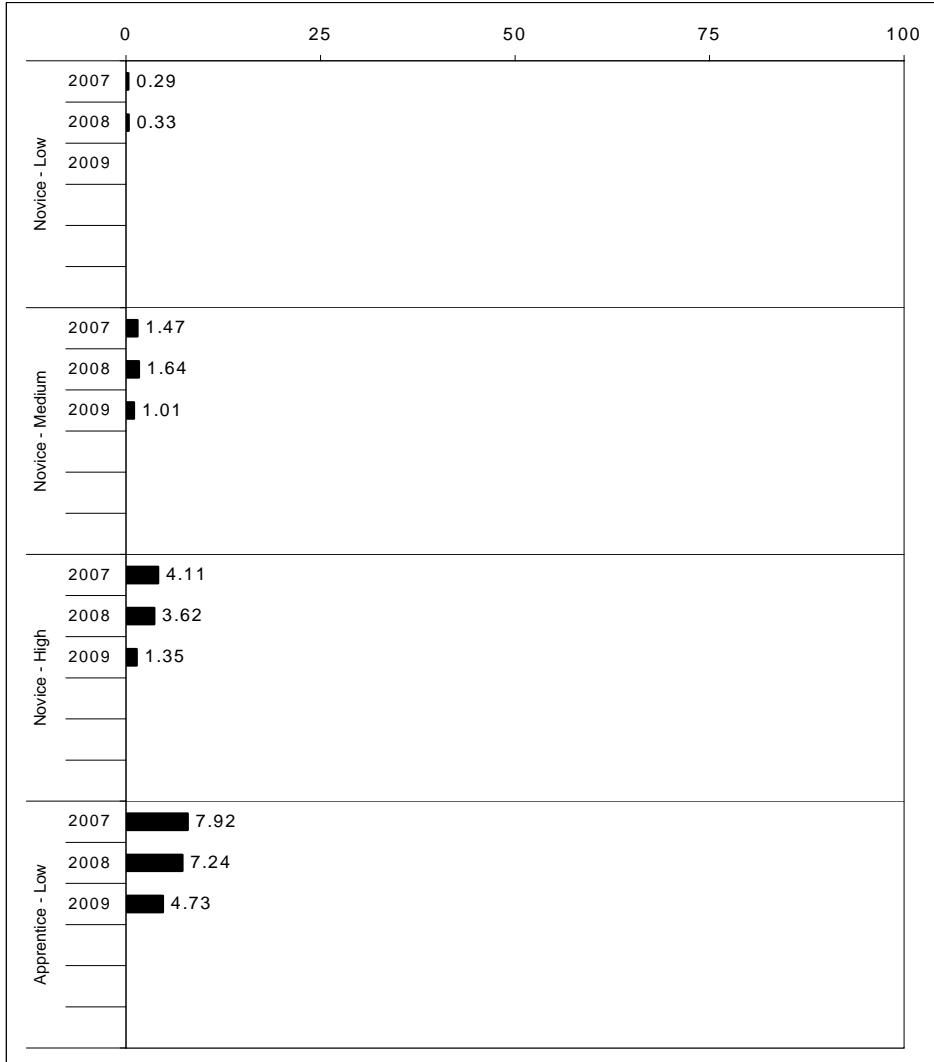 0 25 50 75 100
Novice - Low
2007 0.29
2008 0.33
2009
Novice - Medium
2007 1.47
2008 1.64
2009 1.01
Novice - High
2007 4.11
2008 3.62
2009 1.35
Apprentice - Low
2007 7.92
2008 7.24
2009 4.73